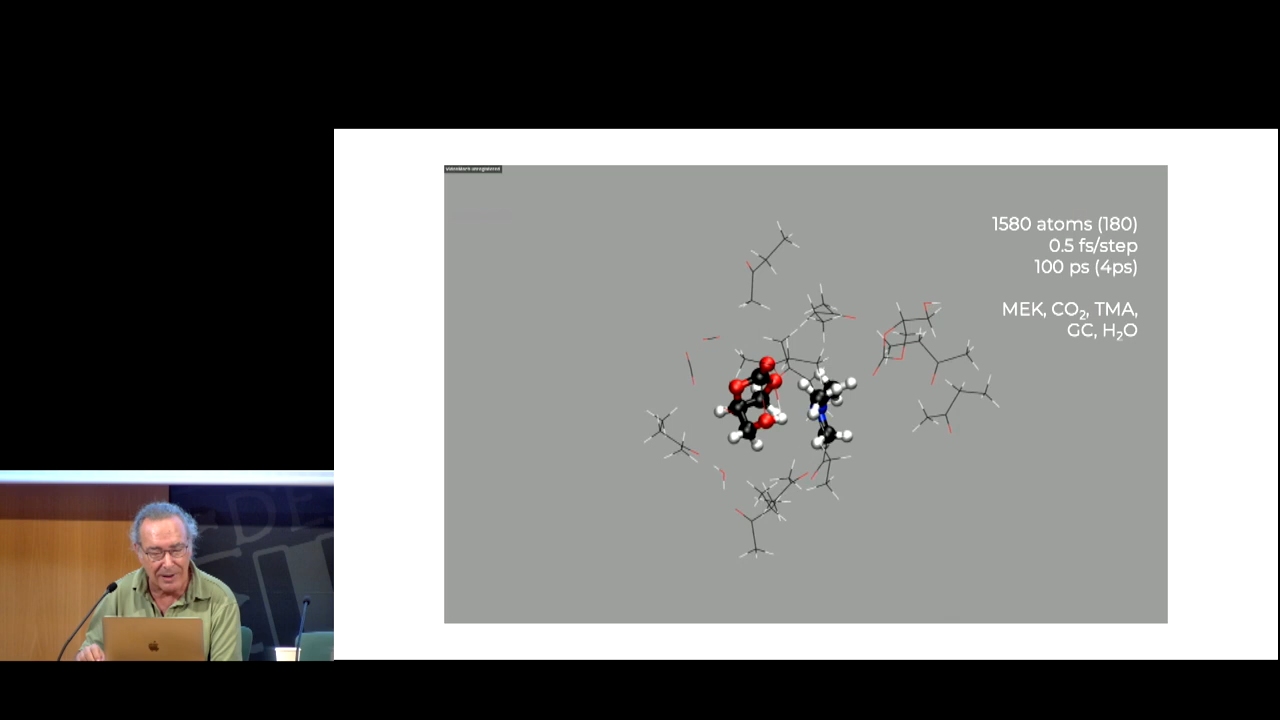 1580 atoms (180)
0.5 fs/step
100 ps (4ps)
MEK, CO₂, TMA,
GC, H₂O